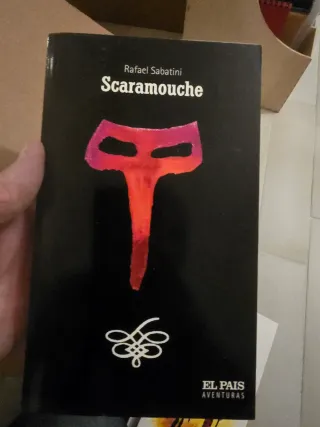 Rafael Sabatini
Scaramouche
EL PAIS
AVENTURAS